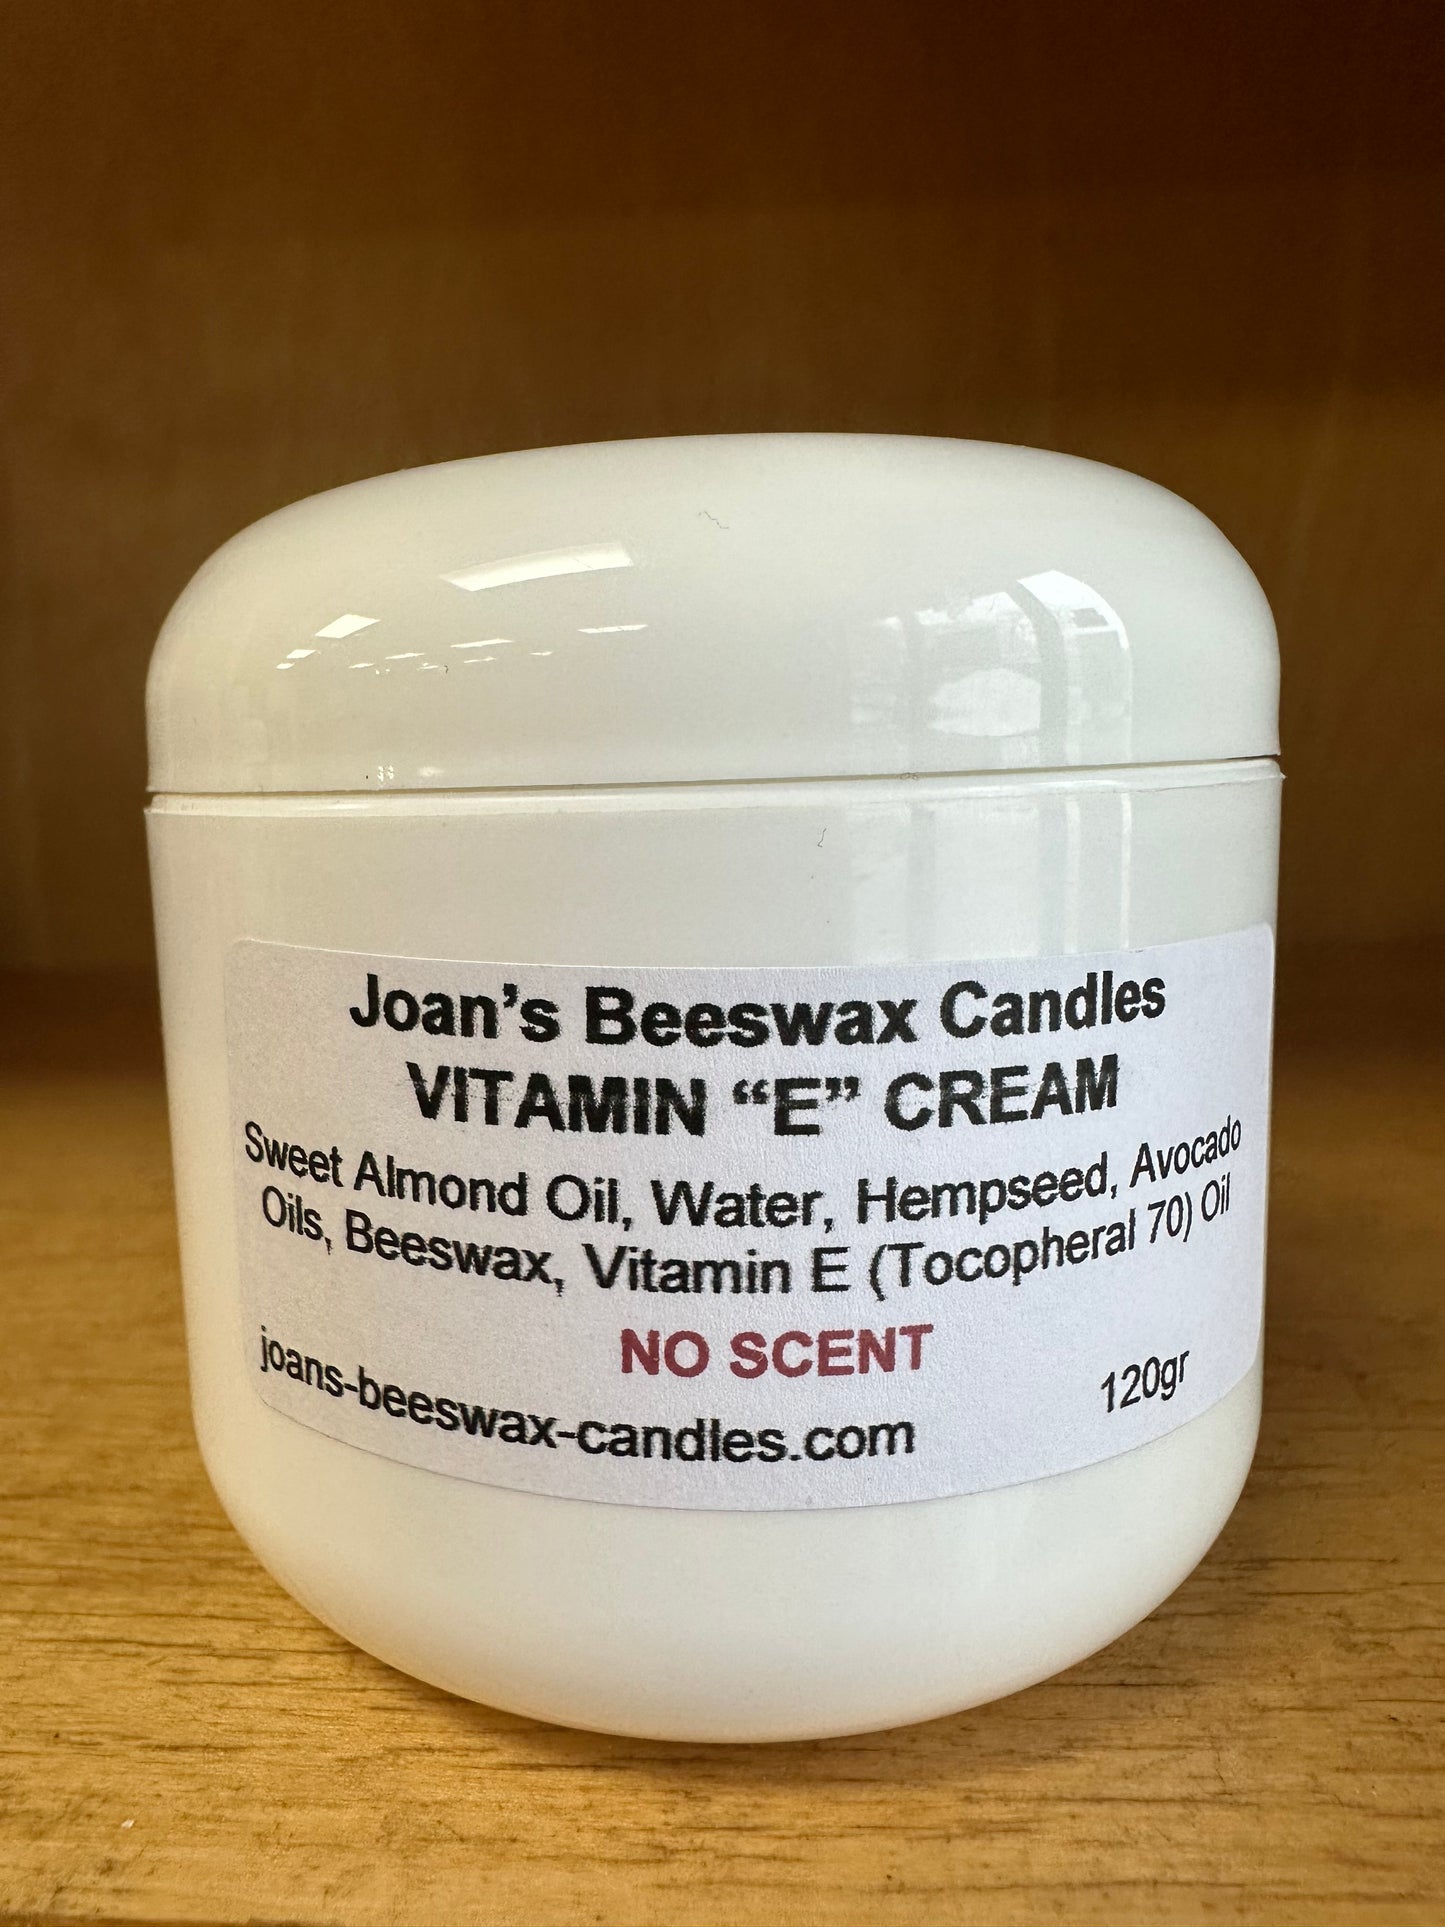 Joan's Beeswax Candles
VITAMIN “E” CREAM
Sweet Almond Oil, Water, Hempseed, Avocado
Oils, Beeswax, Vitamin E (Tocopheral 70) Oil
NO SCENT
joans-beeswax-candles.com 120gr